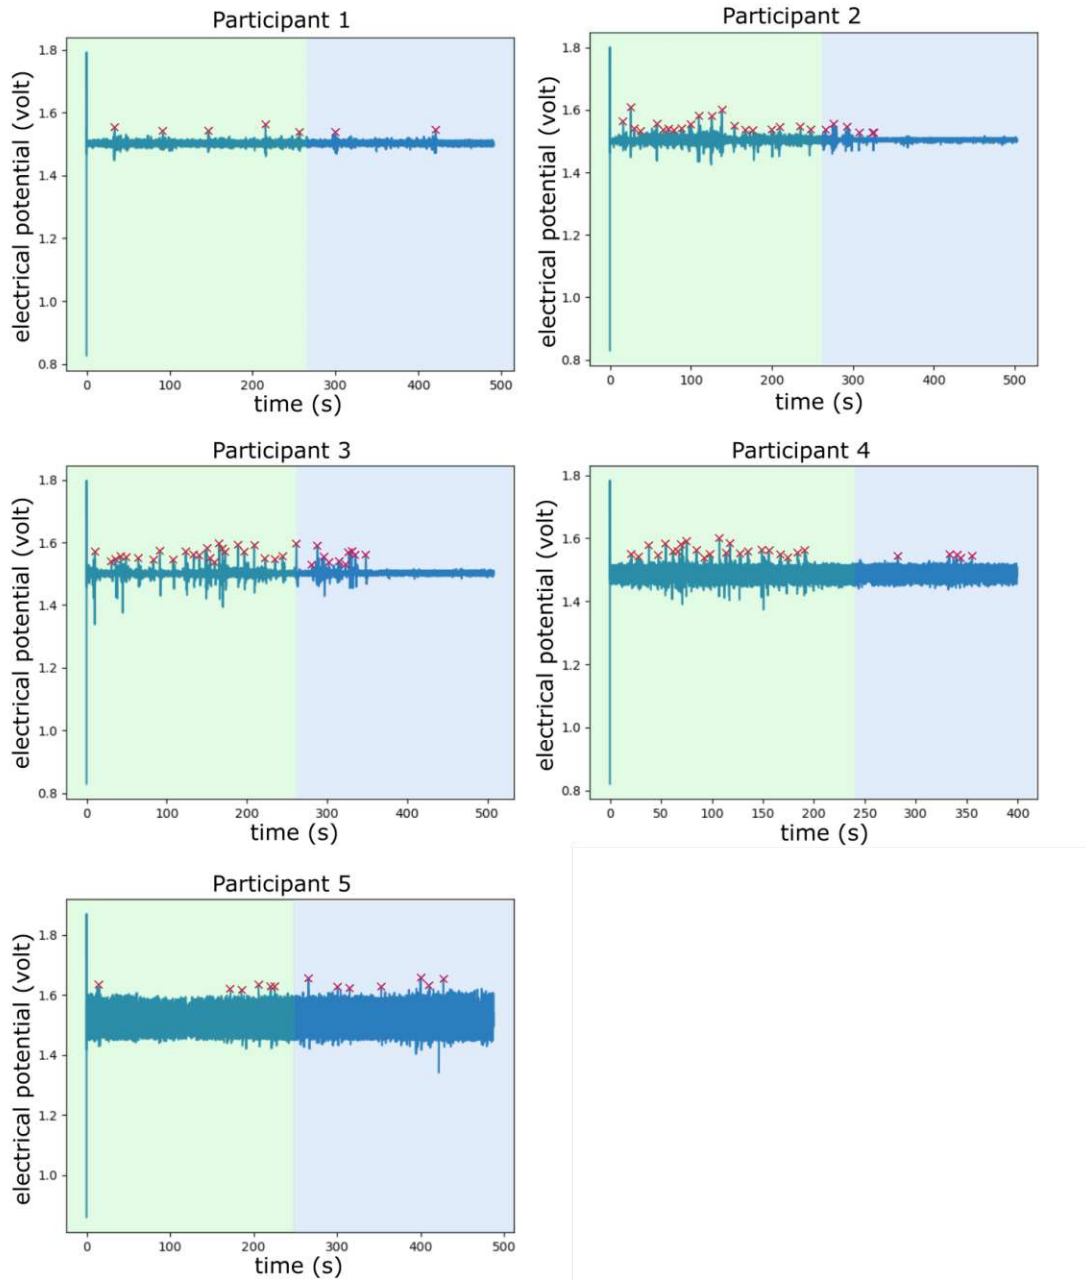 Participant 1
electrical potential (volt)
1.8
1.6
1.4
1.2
1.0
0.8
0 100 200 300 400 500
time (s)
Participant 2
electrical potential (volt)
1.8
1.6
1.4
1.2
1.0
0.8
0 100 200 300 400 500
time (s)
Participant 3
electrical potential (volt)
1.8
1.6
1.4
1.2
1.0
0.8
0 100 200 300 400 500
time (s)
Participant 4
electrical potential (volt)
1.8
1.6
1.4
1.2
1.0
0.8
0 50 100 150 200 250 300 350 400
time (s)
Participant 5
electrical potential (volt)
1.8
1.6
1.4
1.2
1.0
0 100 200 300 400 500
time (s)